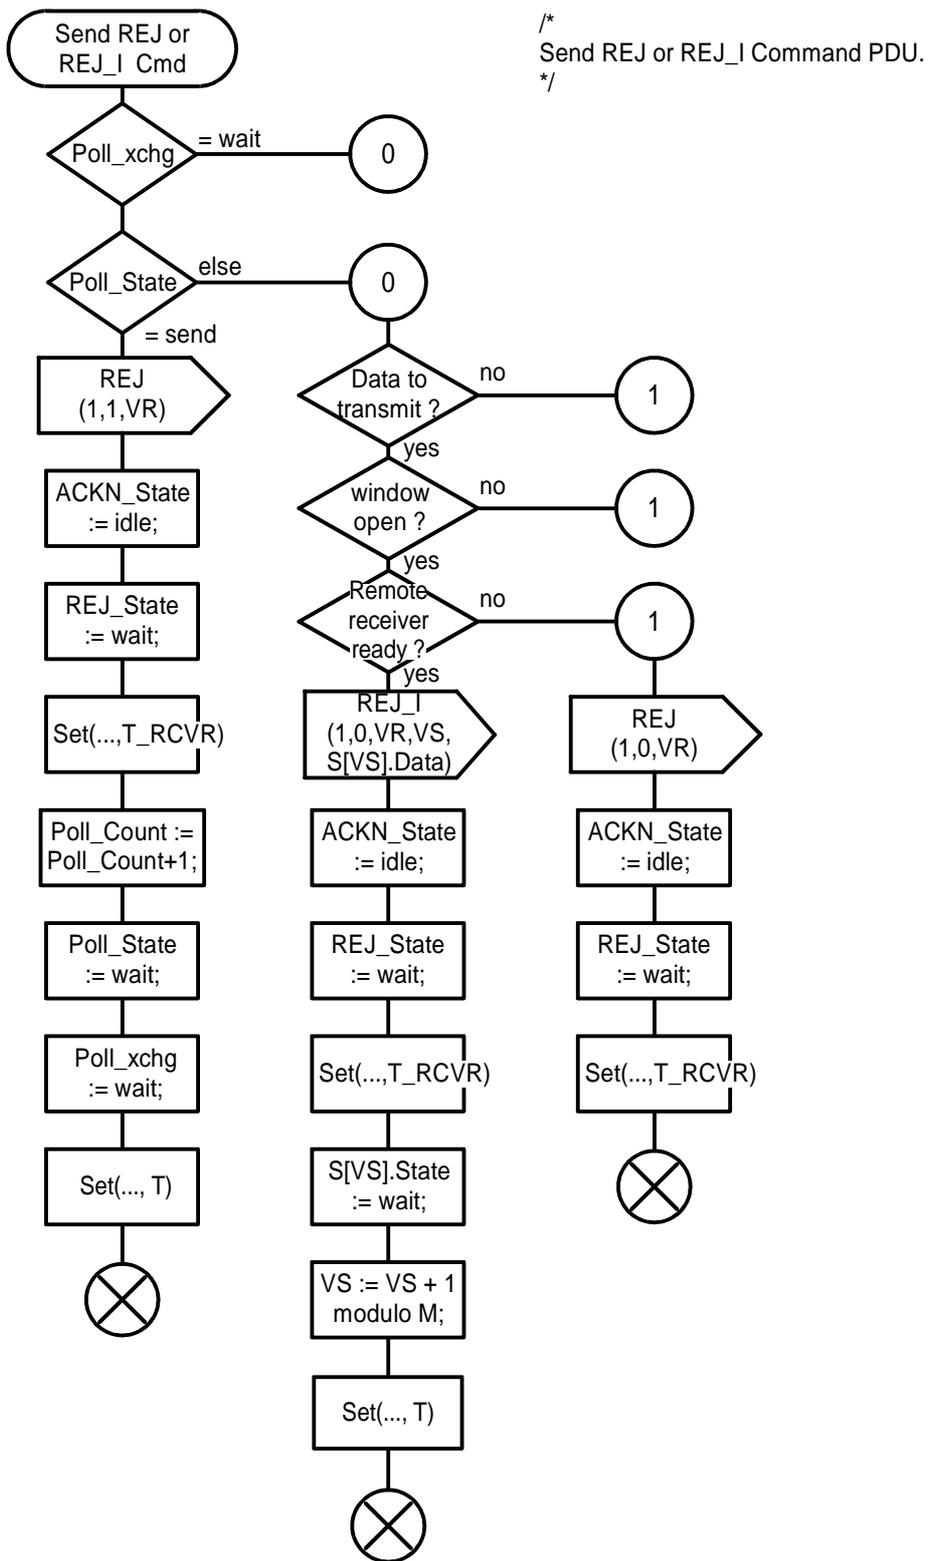 Send REJ or
REJ_I Cmd
/*
Send REJ or REJ_I Command PDU.
*/
Poll_xchg
= wait
0
Poll_State
else
0
= send
REJ
(1,1,VR)
ACKN_State
:= idle;
REJ_State
:= wait;
Set(...,T_RCVR)
Poll_Count :=
Poll_Count+1;
Poll_State
:= wait;
Poll_xchg
:= wait;
Set(..., T)
Data to
transmit ?
no
1
yes
window
open ?
no
1
yes
Remote
receiver
ready ?
no
1
yes
REJ_I
(1,0,VR,VS,
S[VS].Data)
ACKN_State
:= idle;
REJ_State
:= wait;
Set(...,T_RCVR)
S[VS].State
:= wait;
VS := VS + 1
modulo M;
Set(..., T)
REJ
(1,0,VR)
ACKN_State
:= idle;
REJ_State
:= wait;
Set(...,T_RCVR)